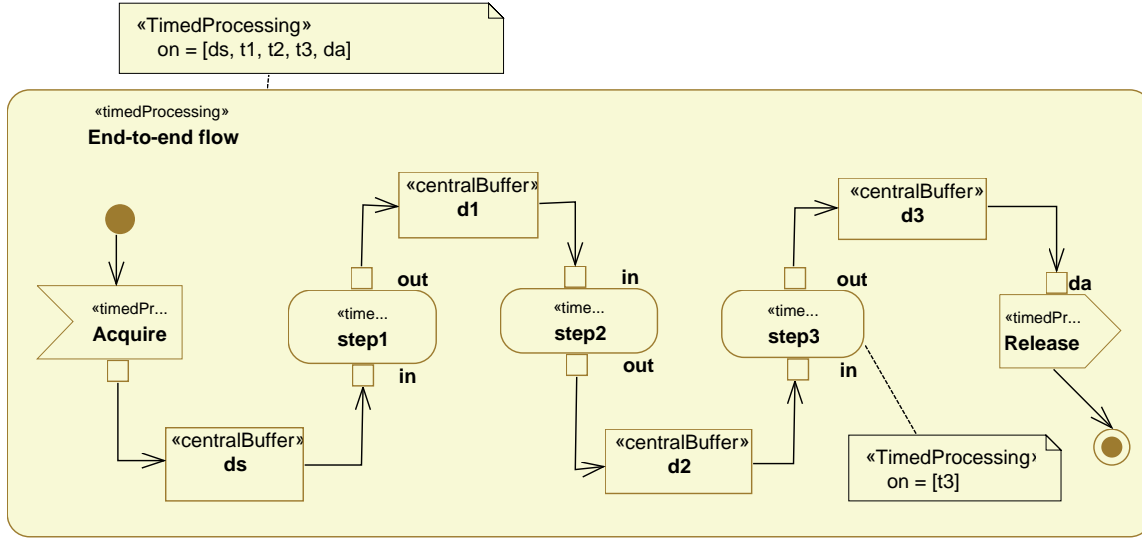 «TimedProcessing»
on = [ds, t1, t2, t3, da]
«timedProcessing»
End-to-end flow
«centralBuffer»
d1
«centralBuffer»
d3
out
in
out
da
«timedPr...
Acquire
«time...
step1
«time...
step2
«time...
step3
«timedPr...
Release
in
out
in
«centralBuffer»
ds
«centralBuffer»
d2
«TimedProcessing»
on = [t3]